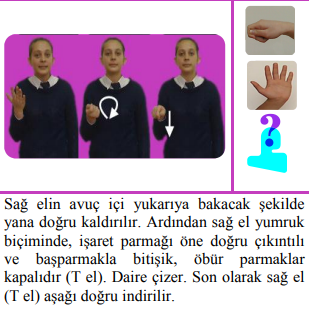 ?
Sağ elin avuç içi yukarıya bakacak şekilde
yana doğru kaldırılır. Ardından sağ el yumruk
biçiminde, işaret parmağı öne doğru çıkıntılı
ve başparmakla bitişik, öbür parmaklar
kapalıdır (T el). Daire çizer. Son olarak sağ el
(T el) aşağı doğru indirilir.